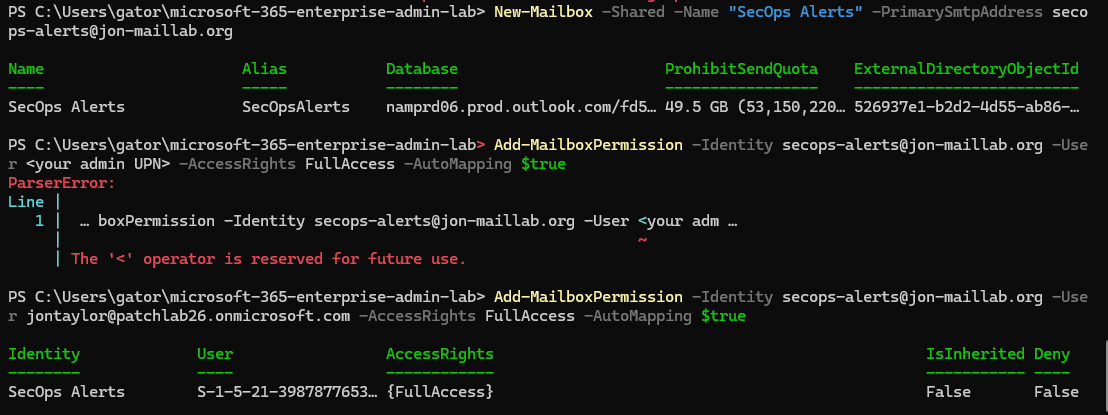 PS C:\Users\gator\microsoft-365-enterprise-admin-lab> New-Mailbox -Shared -Name "SecOps Alerts" -PrimarySmtpAddress seco
ps-alerts@jon-maillab.org
Name Alias Database ProhibitSendQuota ExternalDirectoryObjectId
---- ----- -------- ----------------- -------------------------
SecOps Alerts SecOpsAlerts namprd06.prod.outlook.com/fd5… 49.5 GB (53,150,220… 526937e1-b2d2-4d55-ab86-…
PS C:\Users\gator\microsoft-365-enterprise-admin-lab> Add-MailboxPermission -Identity secops-alerts@jon-maillab.org -Use
r <your admin UPN> -AccessRights FullAccess -AutoMapping $true
ParserError:
Line |
1 | … boxPermission -Identity secops-alerts@jon-maillab.org -User <your adm …
| ~
| The '<' operator is reserved for future use.
PS C:\Users\gator\microsoft-365-enterprise-admin-lab> Add-MailboxPermission -Identity secops-alerts@jon-maillab.org -Use
r jontaylor@patchlab26.onmicrosoft.com -AccessRights FullAccess -AutoMapping $true
Identity User AccessRights IsInherited Deny
-------- ---- ------------ ----------- ----
SecOps Alerts S-1-5-21-3987877653… {FullAccess} False False